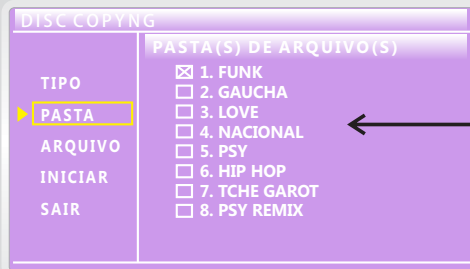 DISC COPYNG
PASTA(S) DE ARQUIVO(S)
TIPO
PASTA
ARQUIVO
INICIAR
SAIR
1. FUNK
2. GAUCHA
3. LOVE
4. NACIONAL
5. PSY
6. HIP HOP
7. TCHE GAROT
8. PSY REMIX